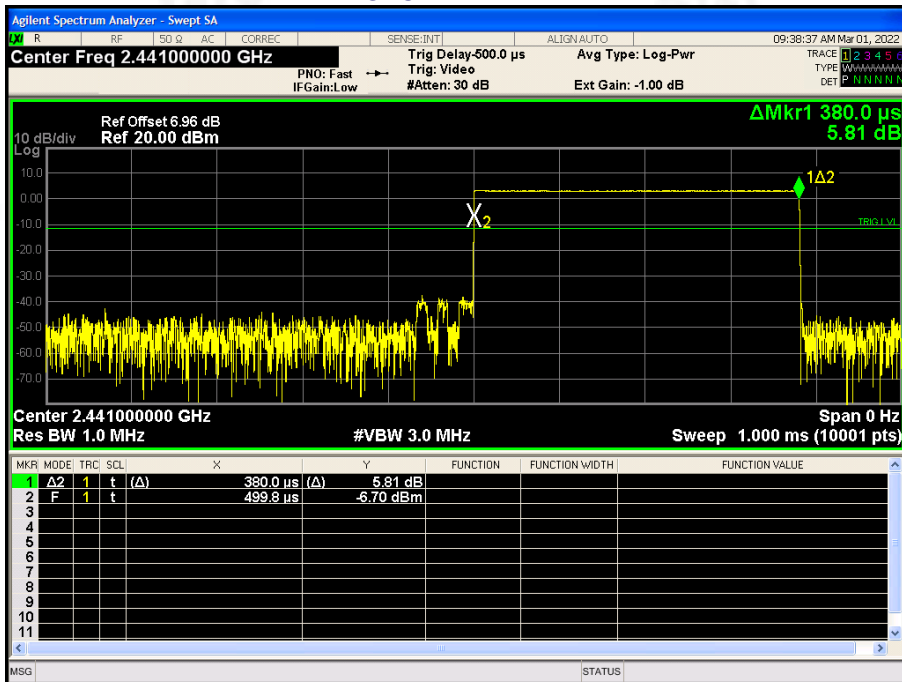 Agilent Spectrum Analyzer - Swept SA
LXI R RF 50 Ω AC CORREC SENSE:INT ALIGNAUTO 09:38:37 AM Mar 01, 2022
Center Freq 2.441000000 GHz
PNO: Fast
IFGain:Low
Trig Delay-500.0 µs
Trig: Video
#Atten: 30 dB
Avg Type: Log-Pwr
Ext Gain: -1.00 dB
TRACE 1 2 3 4 5 6
TYPE WWWWWW
DET P N N N N N
ΔMkr1 380.0 µs
5.81 dB
Ref Offset 6.96 dB
10 dB/div Ref 20.00 dBm
Log
10.0
0.00
-10.0
-20.0
-30.0
-40.0
-50.0
-60.0
-70.0
1Δ2
X2
TRIG LVL
Center 2.441000000 GHz Span 0 Hz
Res BW 1.0 MHz #VBW 3.0 MHz Sweep 1.000 ms (10001 pts)
MKR MODE TRC SCL X Y FUNCTION FUNCTION WIDTH FUNCTION VALUE
1 Δ2 1 t (Δ) 380.0 µs (Δ) 5.81 dB
2 F 1 t 499.8 µs -6.70 dBm
3
4
5
6
7
8
9
10
11
MSG STATUS